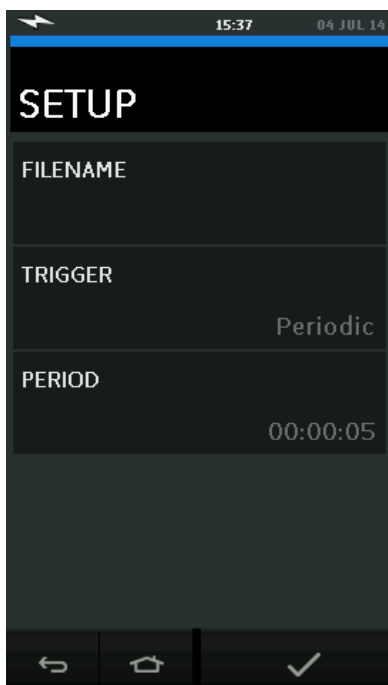 15:37 04 JUL 14
SETUP
FILENAME
TRIGGER
Periodic
PERIOD
00:00:05